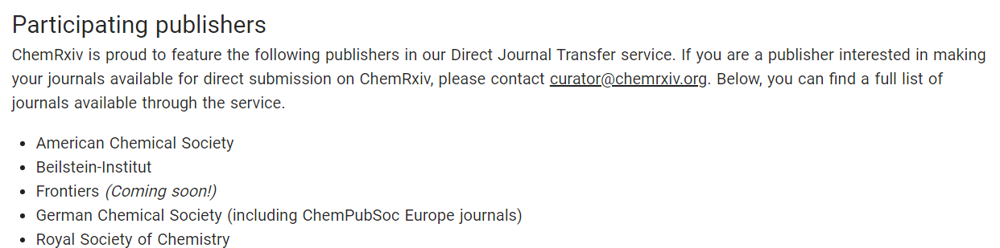 Participating publishers
ChemRxiv is proud to feature the following publishers in our Direct Journal Transfer service. If you are a publisher interested in making
your journals available for direct submission on ChemRxiv, please contact curator@chemrxiv.org. Below, you can find a full list of
journals available through the service.
• American Chemical Society
• Beilstein-Institut
• Frontiers (Coming soon!)
• German Chemical Society (including ChemPubSoc Europe journals)
• Royal Society of Chemistry